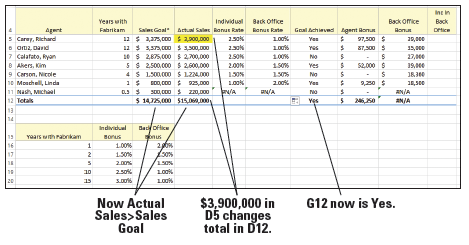 Inc in
Years with Individual Back Office Back Office Back
4 Agent Fabrikam Sales Goal Actual Sales Bonus Rate Bonus Rate Goal Achieved Agent Bonus Bonus Office
5 Carey, Richard 12 $ 3,375,000 $ 3,900,000 2.50% 1.00% Yes $ 97,500 $ 39,000
6 Ortiz, David 12 $ 3,375,000 $ 3,500,000 2.50% 1.00% Yes $ 87,500 $
7 Calafato, Ryan 10 $ 2,875,000 $ 2,700,000 2.50% 1.00% No $ - $ 27,000
8 Akers, Kim 5 $ 2,500,000 $ 2,600,000 2.00% 1.50% Yes $ 52,000 $ 39,000
9 Carson, Nicole 4 $ 1,500,000 $ 1,224,000 1.50% 1.50% No $ - $ 18,360
10 Moschell, Linda 1 $ 800,000 $ 925,000 1.00% 2.00% Yes $ 9,250 $ 18,500
11 Nash, Michael 0.5 $ 300,000 $ 220,000 #N/A #N/A No $ - #N/A
12 Totals $ 14,725,000 $15,069,000 Yes $ 246,250 #N/A
13
14
Individual Back Office
15 Years with Fabrikam Bonus Bonus
16 1 1.00% 2.00%
17 2 1.50% 1.50%
18 5 2.00% 1.50%
19 10 2.50% 1.00%
20 15 3.00% 1.00%
Now Actual $3,900,000 in G12 now is Yes.
Sales>Sales D5 changes
Goal total in D12.